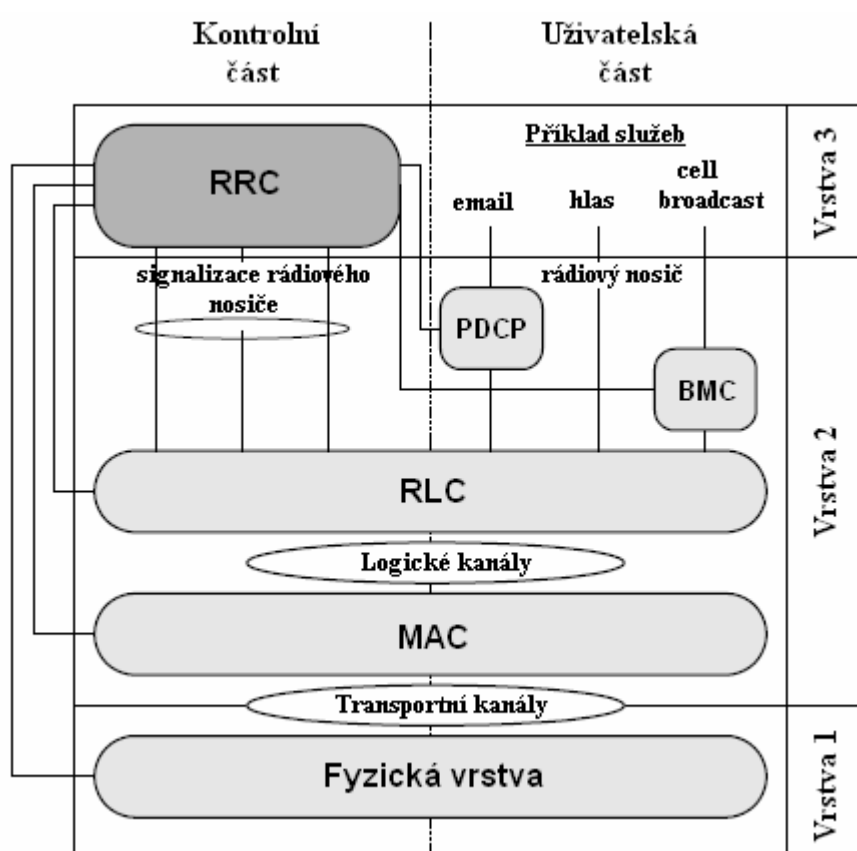 Kontrolní
část
Uživatelská
část
RRC
Příklad služeb
email
hlas
cell
broadcast
Vrstva 3
signalizace rádiového
nosiče
rádiový nosič
PDCP
BMC
Vrstva 2
RLC
Logické kanály
MAC
Transportní kanály
Fyzická vrstva
Vrstva 1